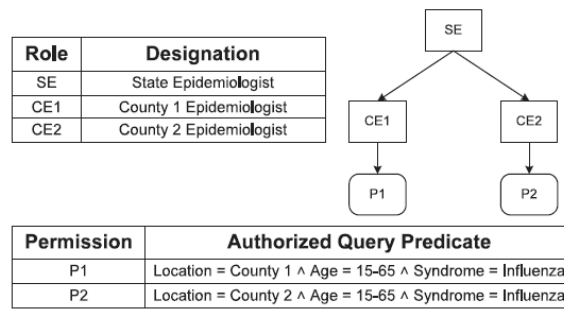 Role Designation
SE State Epidemiologist
CE1 County 1 Epidemiologist
CE2 County 2 Epidemiologist
SE
CE1 CE2
P1 P2
Permission Authorized Query Predicate
P1 Location = County 1 ∧ Age = 15-65 ∧ Syndrome = Influenza
P2 Location = County 2 ∧ Age = 15-65 ∧ Syndrome = Influenza